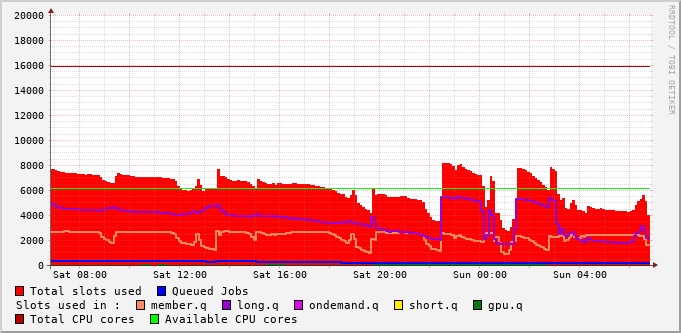 20000
18000
16000
14000
12000
10000
8000
6000
4000
2000
0
Sat 08:00 Sat 12:00 Sat 16:00 Sat 20:00 Sun 00:00 Sun 04:00
Total slots used Queued Jobs
Slots used in : member.q long.q ondemand.q short.q gpu.q
Total CPU cores Available CPU cores
RRDTOOL / TOBI OETIKER